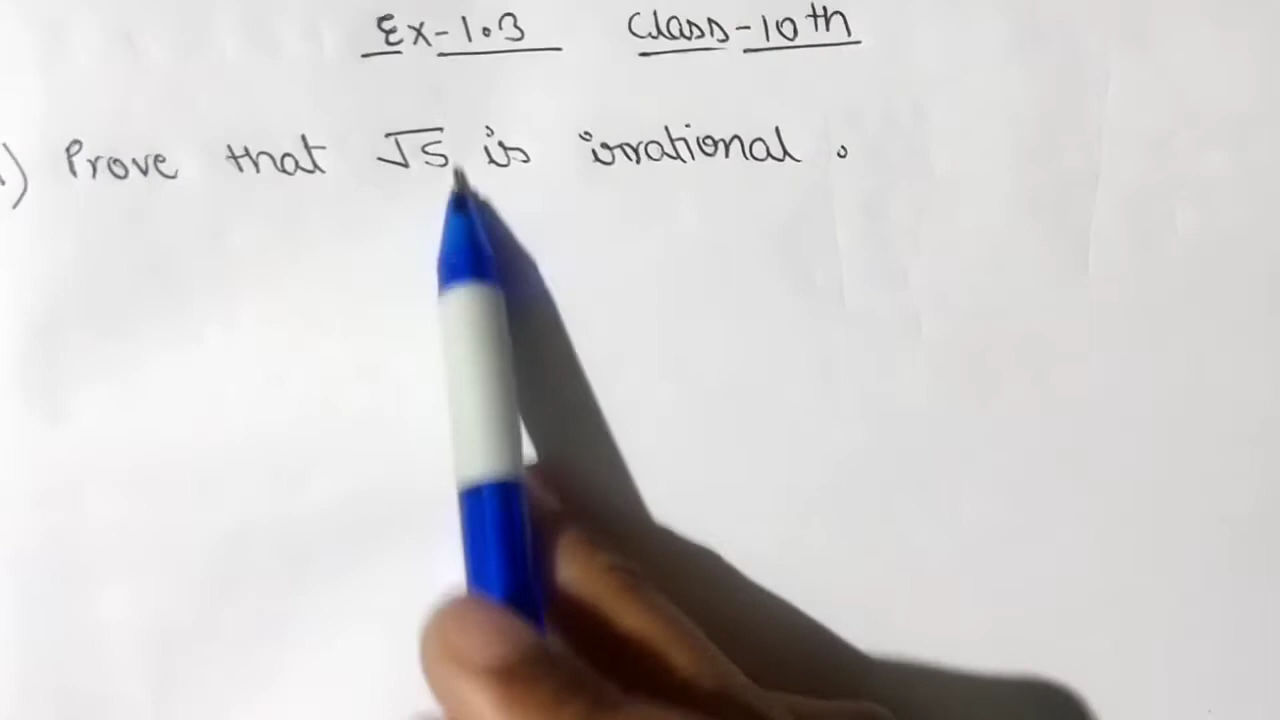 Ex-1.3 Class-10th
) Prove that √5 is irrational.